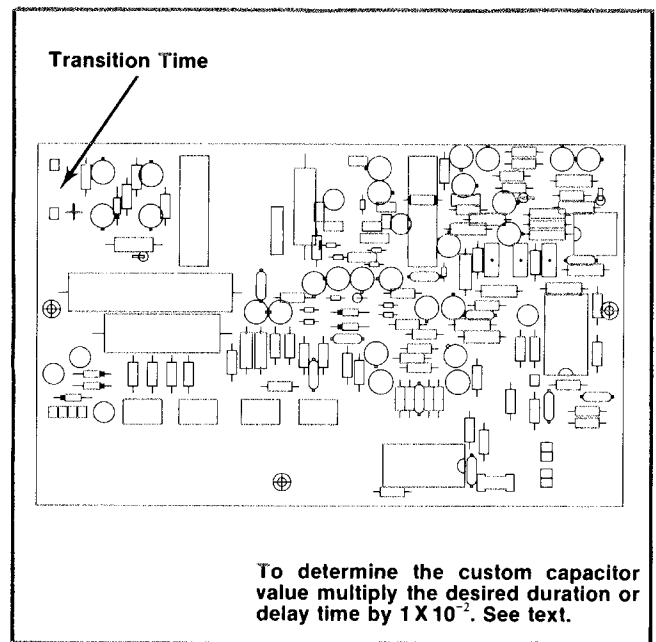 Transition Time
To determine the custom capacitor
value multiply the desired duration or
delay time by 1 X 10⁻². See text.